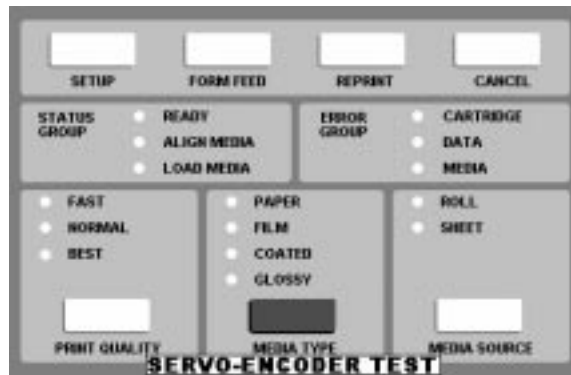 SETUP FORM FEED REPRINT CANCEL
STATUS GROUP
READY
ALIGN MEDIA
LOAD MEDIA
ERROR GROUP
CARTRIDGE
DATA
MEDIA
FAST
NORMAL
BEST
PRINT QUALITY
PAPER
FILM
COATED
GLOSSY
MEDIA TYPE
ROLL
SHEET
MEDIA SOURCE
SERVO-ENCODER TEST